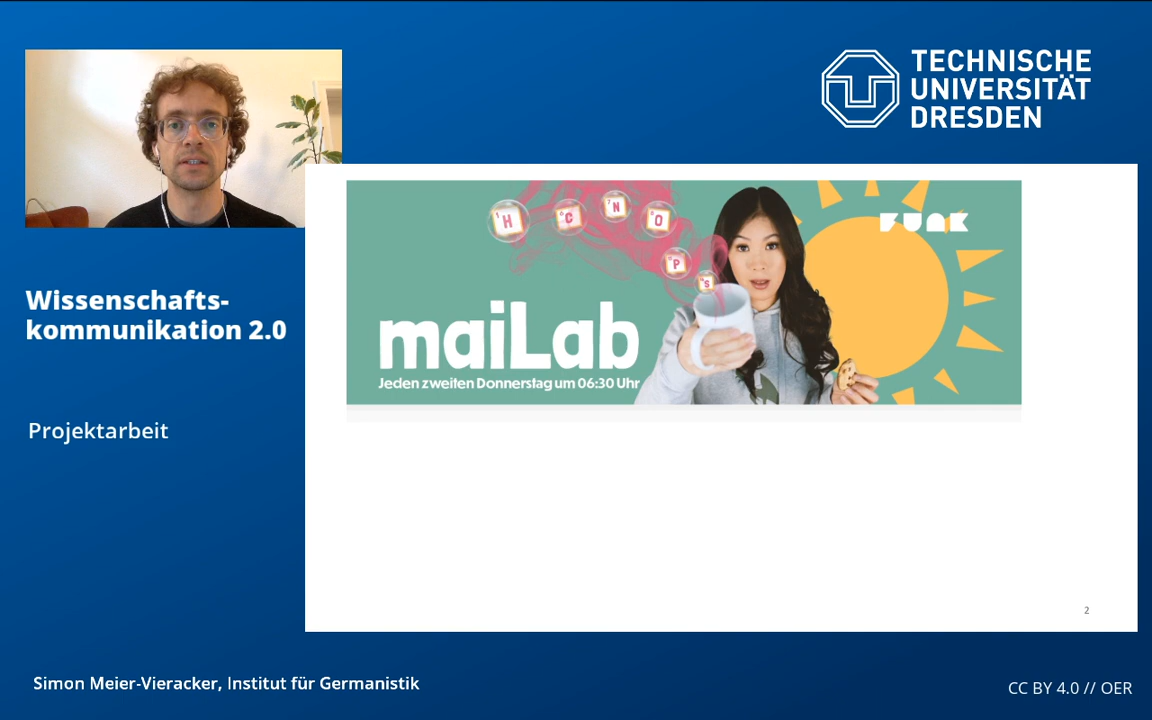 TECHNISCHE
UNIVERSITÄT
DRESDEN
H
C
N
O
P
S
FUNK
maiLab
Jeden zweiten Donnerstag um 06:30 Uhr
Wissenschafts-
kommunikation 2.0
Projektarbeit
2
Simon Meier-Vieracker, Institut für Germanistik
CC BY 4.0 // OER